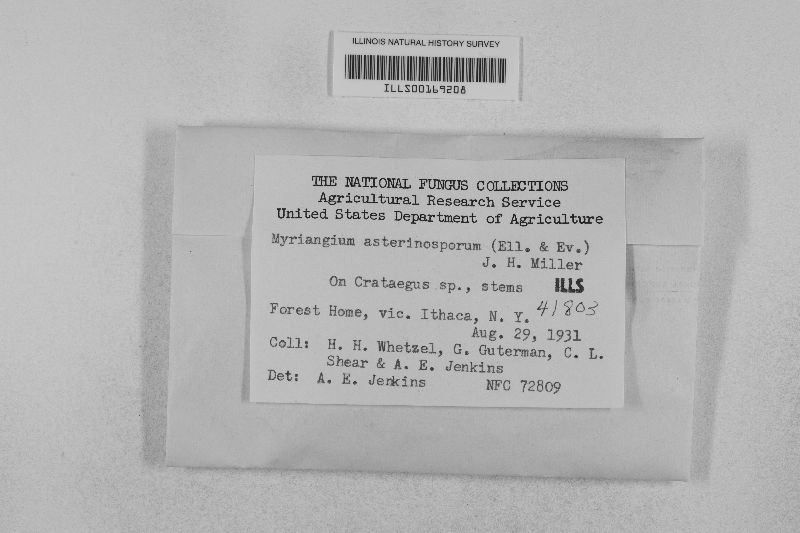 ILLINOIS NATURAL HISTORY SURVEY
ILLS00169208
THE NATIONAL FUNGUS COLLECTIONS
Agricultural Research Service
United States Department of Agriculture
Myriangium asterinosporum (Ell. & Ev.)
J. H. Miller
On Crataegus sp., stems ILLS
41803
Forest Home, vic. Ithaca, N. Y.
Aug. 29, 1931
Coll: H. H. Whetzel, G. Guterman, C. L.
Shear & A. E. Jenkins
Det: A. E. Jenkins NFC 72809